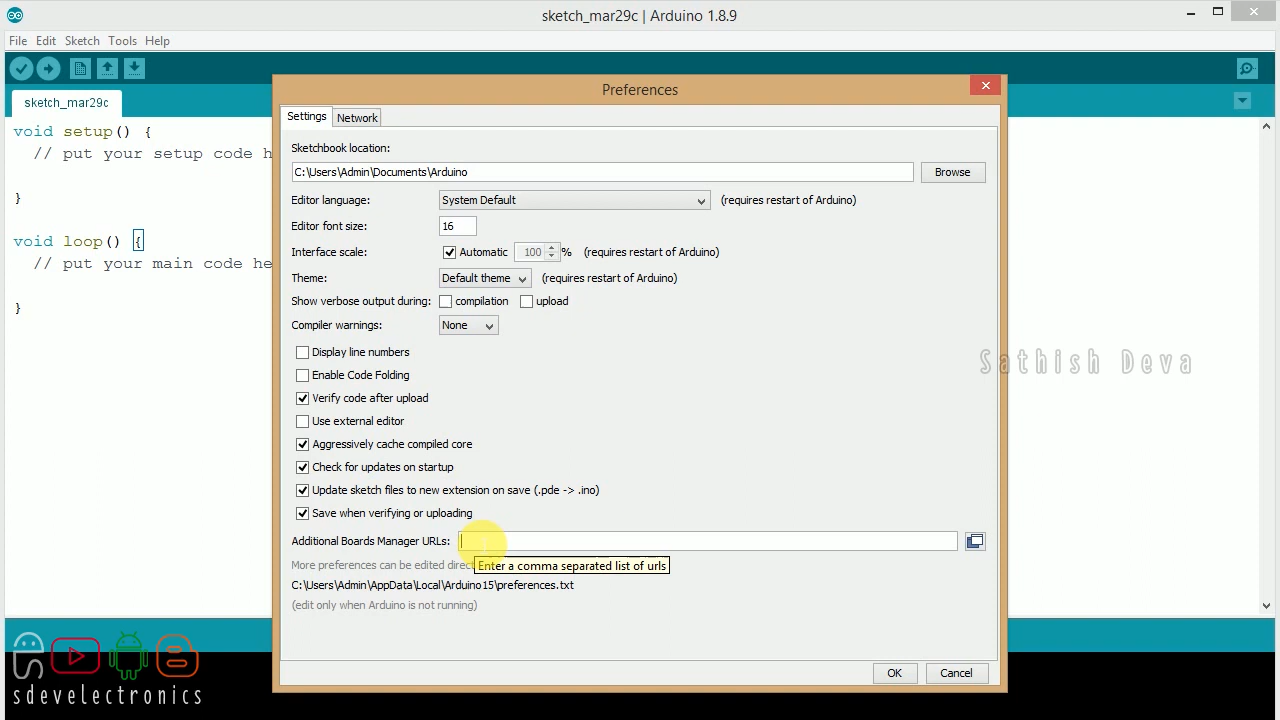 sketch_mar29c | Arduino 1.8.9
File Edit Sketch Tools Help
sketch_mar29c
void setup() {
// put your setup code h
}
void loop() {
// put your main code he
}
Preferences
Settings Network
Sketchbook location:
C:\Users\Admin\Documents\Arduino Browse
Editor language: System Default (requires restart of Arduino)
Editor font size: 16
Interface scale: Automatic 100 % (requires restart of Arduino)
Theme: Default theme (requires restart of Arduino)
Show verbose output during: compilation upload
Compiler warnings: None
Display line numbers
Enable Code Folding
Verify code after upload
Use external editor
Aggressively cache compiled core
Check for updates on startup
Update sketch files to new extension on save (.pde -> .ino)
Save when verifying or uploading
Additional Boards Manager URLs:
More preferences can be edited direct
Enter a comma separated list of urls
C:\Users\Admin\AppData\Local\Arduino15\preferences.txt
(edit only when Arduino is not running)
OK Cancel
Sathish Deva
sdevelectronics